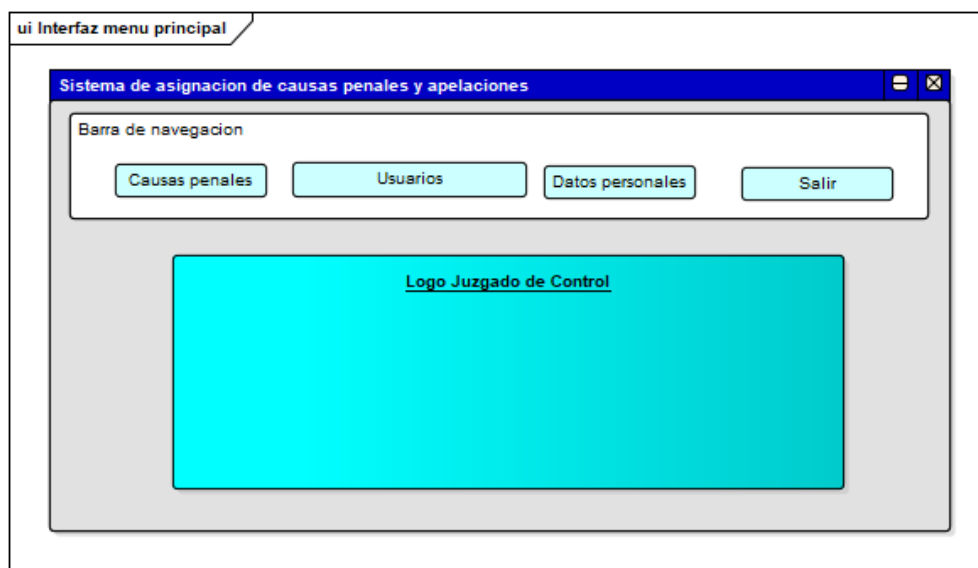 ui Interfaz menu principal
Sistema de asignacion de causas penales y apelaciones
Barra de navegacion
Causas penales
Usuarios
Datos personales
Salir
Logo Juzgado de Control